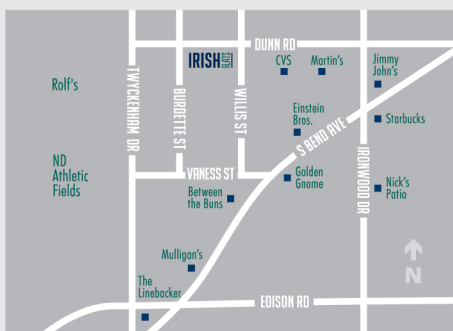 DUNN RD
IRISH
CVS
Martin's
Jimmy
John's
Rolf's
TWYCKENHAM DR
BURDETTE ST
WILLIS ST
Einstein
Bros.
S BEND AVE
Starbucks
IRONWOOD DR
ND
Athletic
Fields
VANESS ST
Golden
Gnome
Between
the Buns
Nick's
Patio
Mulligan's
N
The
Linebacker
EDISON RD